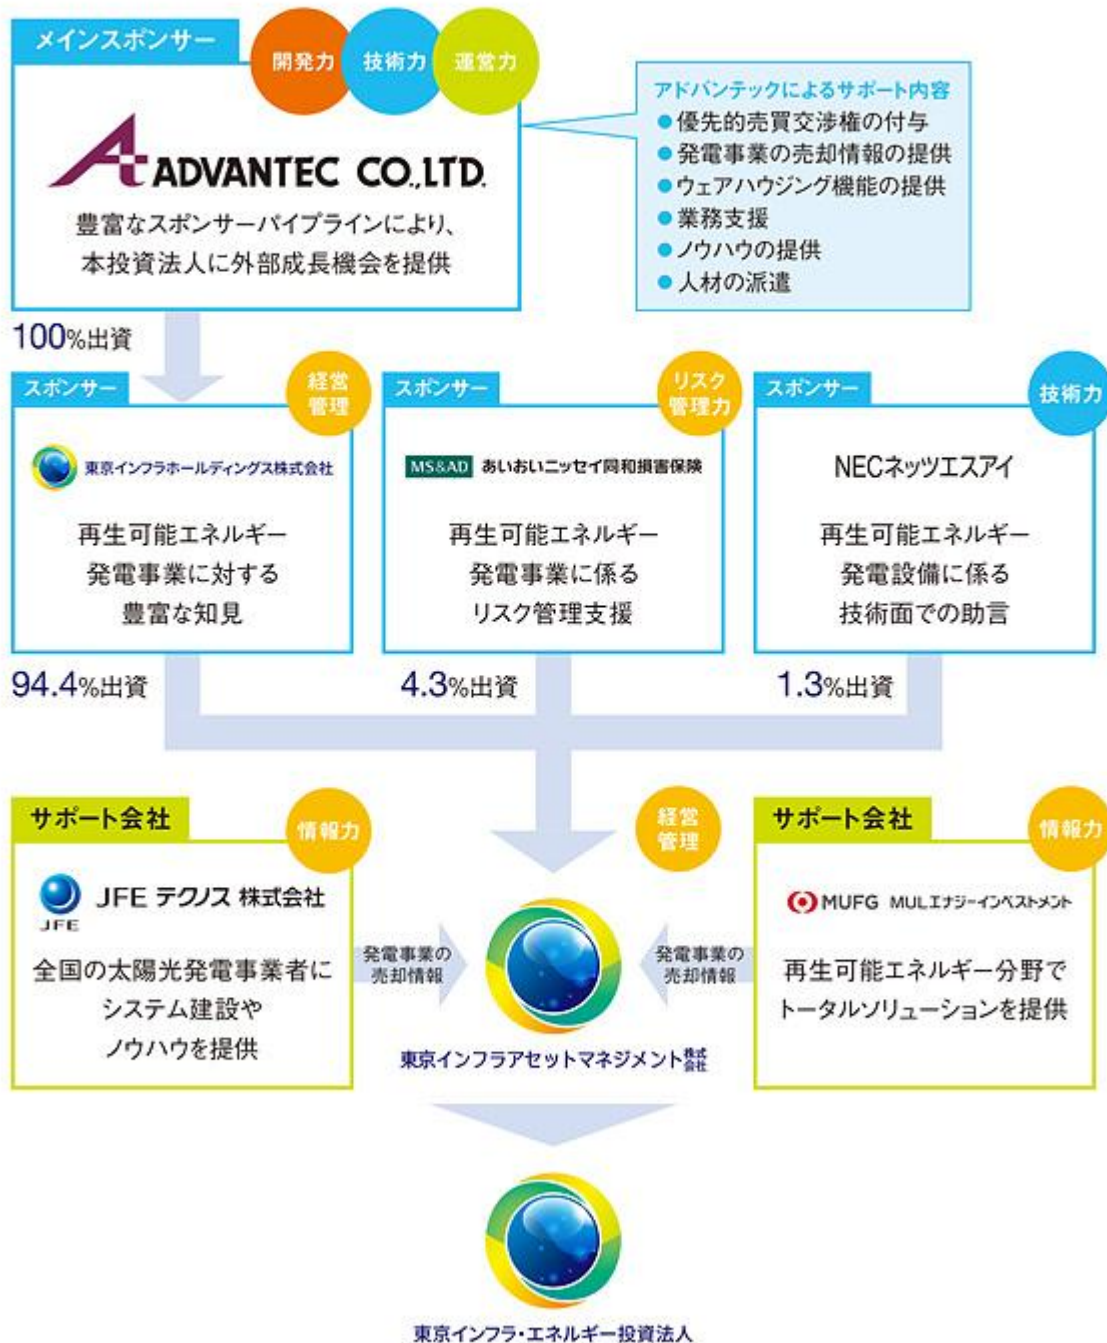 メインスポンサー
開発力
技術力
運営力
ADVANTEC CO.,LTD.
豊富なスポンサーパイプラインにより、
本投資法人に外部成長機会を提供
アドバンテックによるサポート内容
●優先的売買交渉権の付与
●発電事業の売却情報の提供
●ウェアハウジング機能の提供
●業務支援
●ノウハウの提供
●人材の派遣
100%出資
スポンサー
経営
管理
東京インフラホールディングス株式会社
再生可能エネルギー
発電事業に対する
豊富な知見
94.4%出資
スポンサー
リスク
管理力
MS&AD あいおいニッセイ同和損害保険
再生可能エネルギー
発電事業に係る
リスク管理支援
4.3%出資
スポンサー
技術力
NECネッツエスアイ
再生可能エネルギー
発電設備に係る
技術面での助言
1.3%出資
サポート会社
情報力
JFE
JFE テクノス 株式会社
全国の太陽光発電事業者に
システム建設や
ノウハウを提供
発電事業の
売却情報
経営
管理
東京インフラアセットマネジメント株式会社
発電事業の
売却情報
サポート会社
情報力
MUFG MULエナジーインベストメント
再生可能エネルギー分野で
トータルソリューションを提供
東京インフラ・エネルギー投資法人